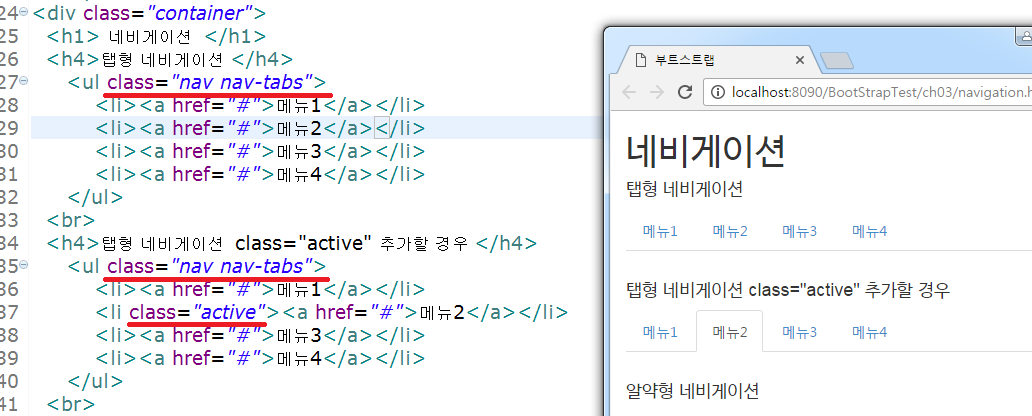 24 <div class="container">
25 <h1> 네비게이션 </h1>
26 <h4>탭형 네비게이션 </h4>
27 <ul class="nav nav-tabs">
28 <li><a href="#">메뉴1</a></li>
29 <li><a href="#">메뉴2</a></li>
30 <li><a href="#">메뉴3</a></li>
31 <li><a href="#">메뉴4</a></li>
32 </ul>
33 <br>
34 <h4>탭형 네비게이션 class="active" 추가할 경우 </h4>
35 <ul class="nav nav-tabs">
36 <li><a href="#">메뉴1</a></li>
37 <li class="active"><a href="#">메뉴2</a></li>
38 <li><a href="#">메뉴3</a></li>
39 <li><a href="#">메뉴4</a></li>
40 </ul>
41 <br>
부트스트랩
localhost:8090/BootStrapTest/ch03/navigation.h
네비게이션
탭형 네비게이션
메뉴1 메뉴2 메뉴3 메뉴4
탭형 네비게이션 class="active" 추가할 경우
메뉴1 메뉴2 메뉴3 메뉴4
알약형 네비게이션